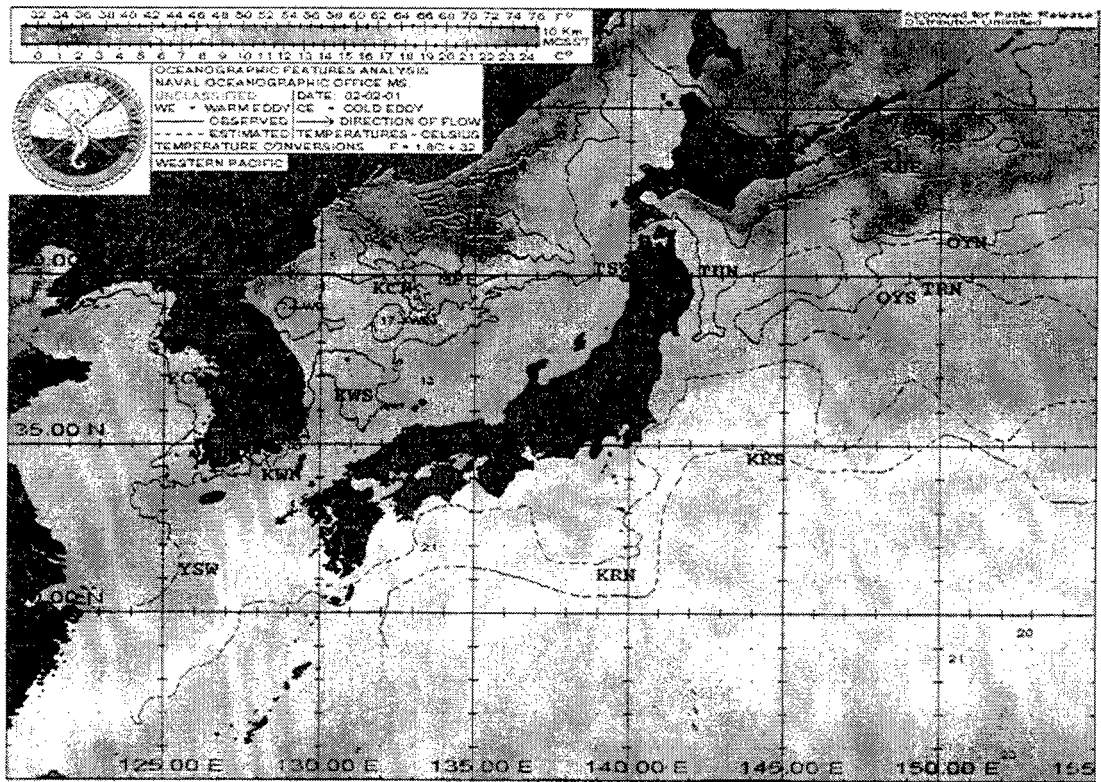 32 34 36 38 40 42 44 46 48 50 52 54 56 58 60 62 64 66 68 70 72 74 76 F°
10 Km
MCSST
0 1 2 3 4 5 6 7 8 9 10 11 12 13 14 15 16 17 18 19 20 21 22 23 24 C°
Approved for Public Release:
Distribution Unlimited
OCEANOGRAPHIC FEATURES ANALYSIS
NAVAL OCEANOGRAPHIC OFFICE MS.
UNCLASSIFIED DATE: 02-02-01
WE - WARM EDDY CE - COLD EDDY
OBSERVED DIRECTION OF FLOW
ESTIMATED TEMPERATURES - CELSIUS
TEMPERATURE CONVERSIONS F = 1.8C + 32
WESTERN PACIFIC
OYN
5
KCN
OYS
17
13
KWS
35.00 N
KWN
KRS
21
YSW
KRN
20
21
125.00 E 130.00 E 135.00 E 140.00 E 145.00 E 150.00 E 155